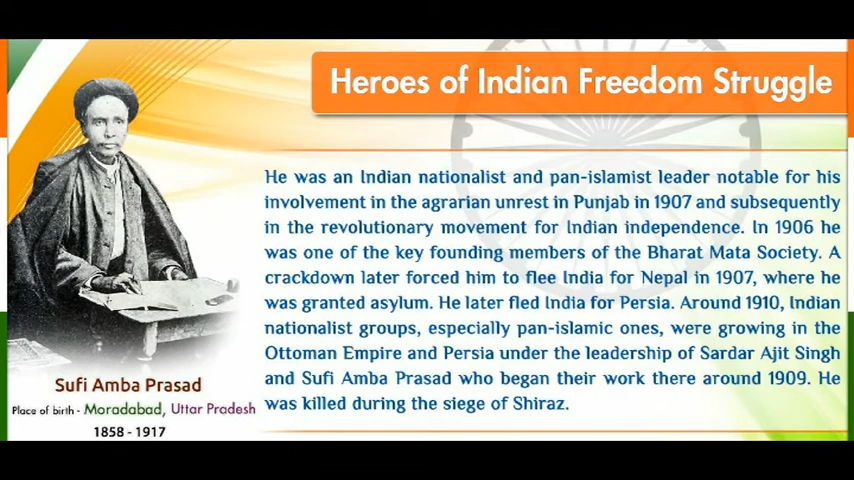 Heroes of Indian Freedom Struggle
He was an Indian nationalist and pan-islamist leader notable for his
involvement in the agrarian unrest in Punjab in 1907 and subsequently
in the revolutionary movement for Indian independence. In 1906 he
was one of the key founding members of the Bharat Mata Society. A
crackdown later forced him to flee India for Nepal in 1907, where he
was granted asylum. He later fled India for Persia. Around 1910, Indian
nationalist groups, especially pan-islamic ones, were growing in the
Ottoman Empire and Persia under the leadership of Sardar Ajit Singh
and Sufi Amba Prasad who began their work there around 1909. He
was killed during the siege of Shiraz.
Sufi Amba Prasad
Place of birth - Moradabad, Uttar Pradesh
1858 - 1917